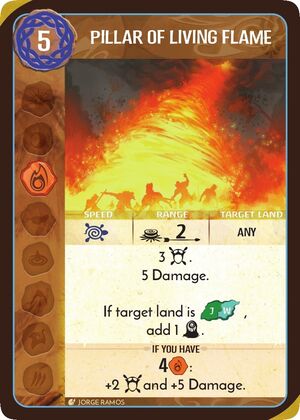 5 PILLAR OF LIVING FLAME
SPEED RANGE TARGET LAND
2 ANY
3 .
5 Damage.
If target land is J W ,
add 1 .
IF YOU HAVE
4 :
+2 and +5 Damage.
JORGE RAMOS